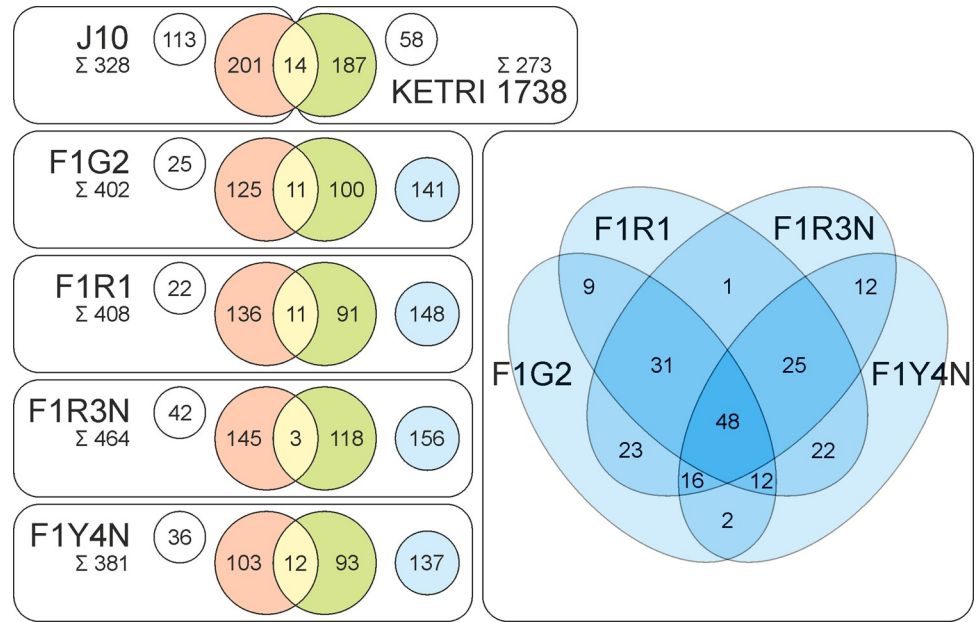 J10
Σ 328
113
201
14
187
58
Σ 273
KETRI 1738
F1G2
Σ 402
25
125
11
100
141
F1R1
Σ 408
22
136
11
91
148
F1R3N
Σ 464
42
145
3
118
156
F1Y4N
Σ 381
36
103
12
93
137
F1R1
F1R3N
9
1
12
F1G2
31
25
F1Y4N
48
23
22
16
12
2